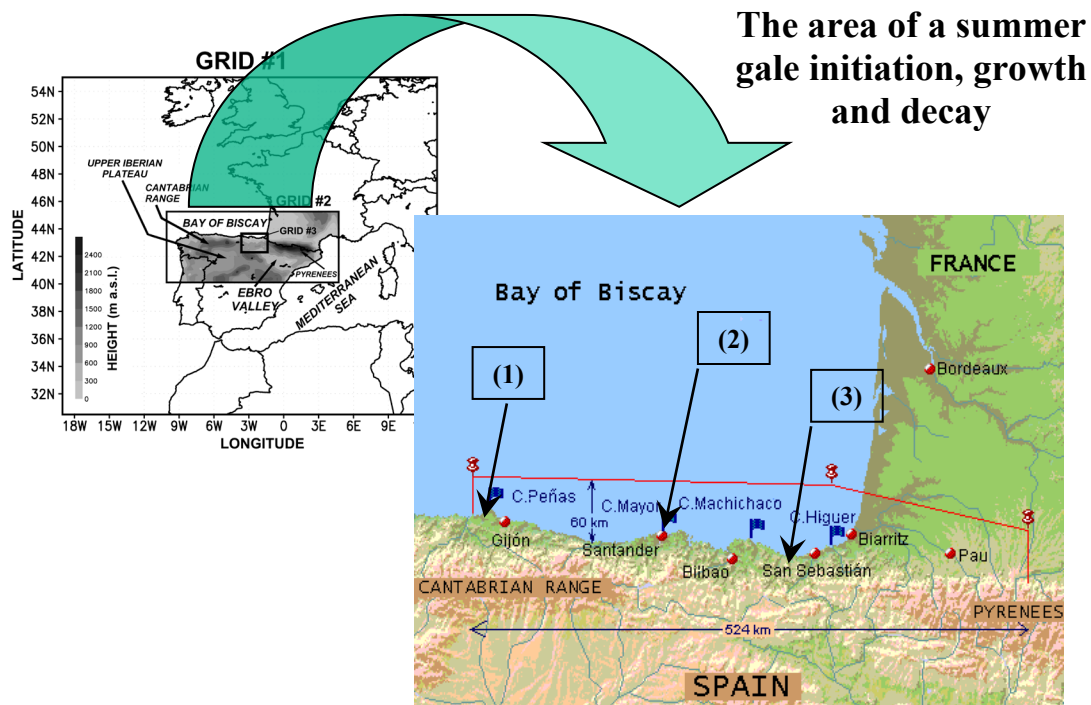 The area of a summer
gale initiation, growth
and decay
GRID #1
54N
52N
50N
48N
46N
44N
42N
40N
38N
36N
34N
32N
LATITUDE
18W 15W 12W 9W 6W 3W 0 3E 6E 9E
LONGITUDE
UPPER IBERIAN
PLATEAU
CANTABRIAN
RANGE
GRID #2
BAY OF BISCAY
GRID #3
PYRENEES
EBRO
VALLEY
MEDITERRANEAN
SEA
HEIGHT (m a.s.l.)
2400
2100
1800
1500
1200
900
600
300
0
FRANCE
Bay of Biscay
(1)
(2)
(3)
Bordeaux
C.Peñas
C.Mayor
C.Machichaco
C.Higuer
60 km
Gijón
Santander
Bilbao
San Sebastián
Biarritz
Pau
CANTABRIAN RANGE
PYRENEES
524 km
SPAIN